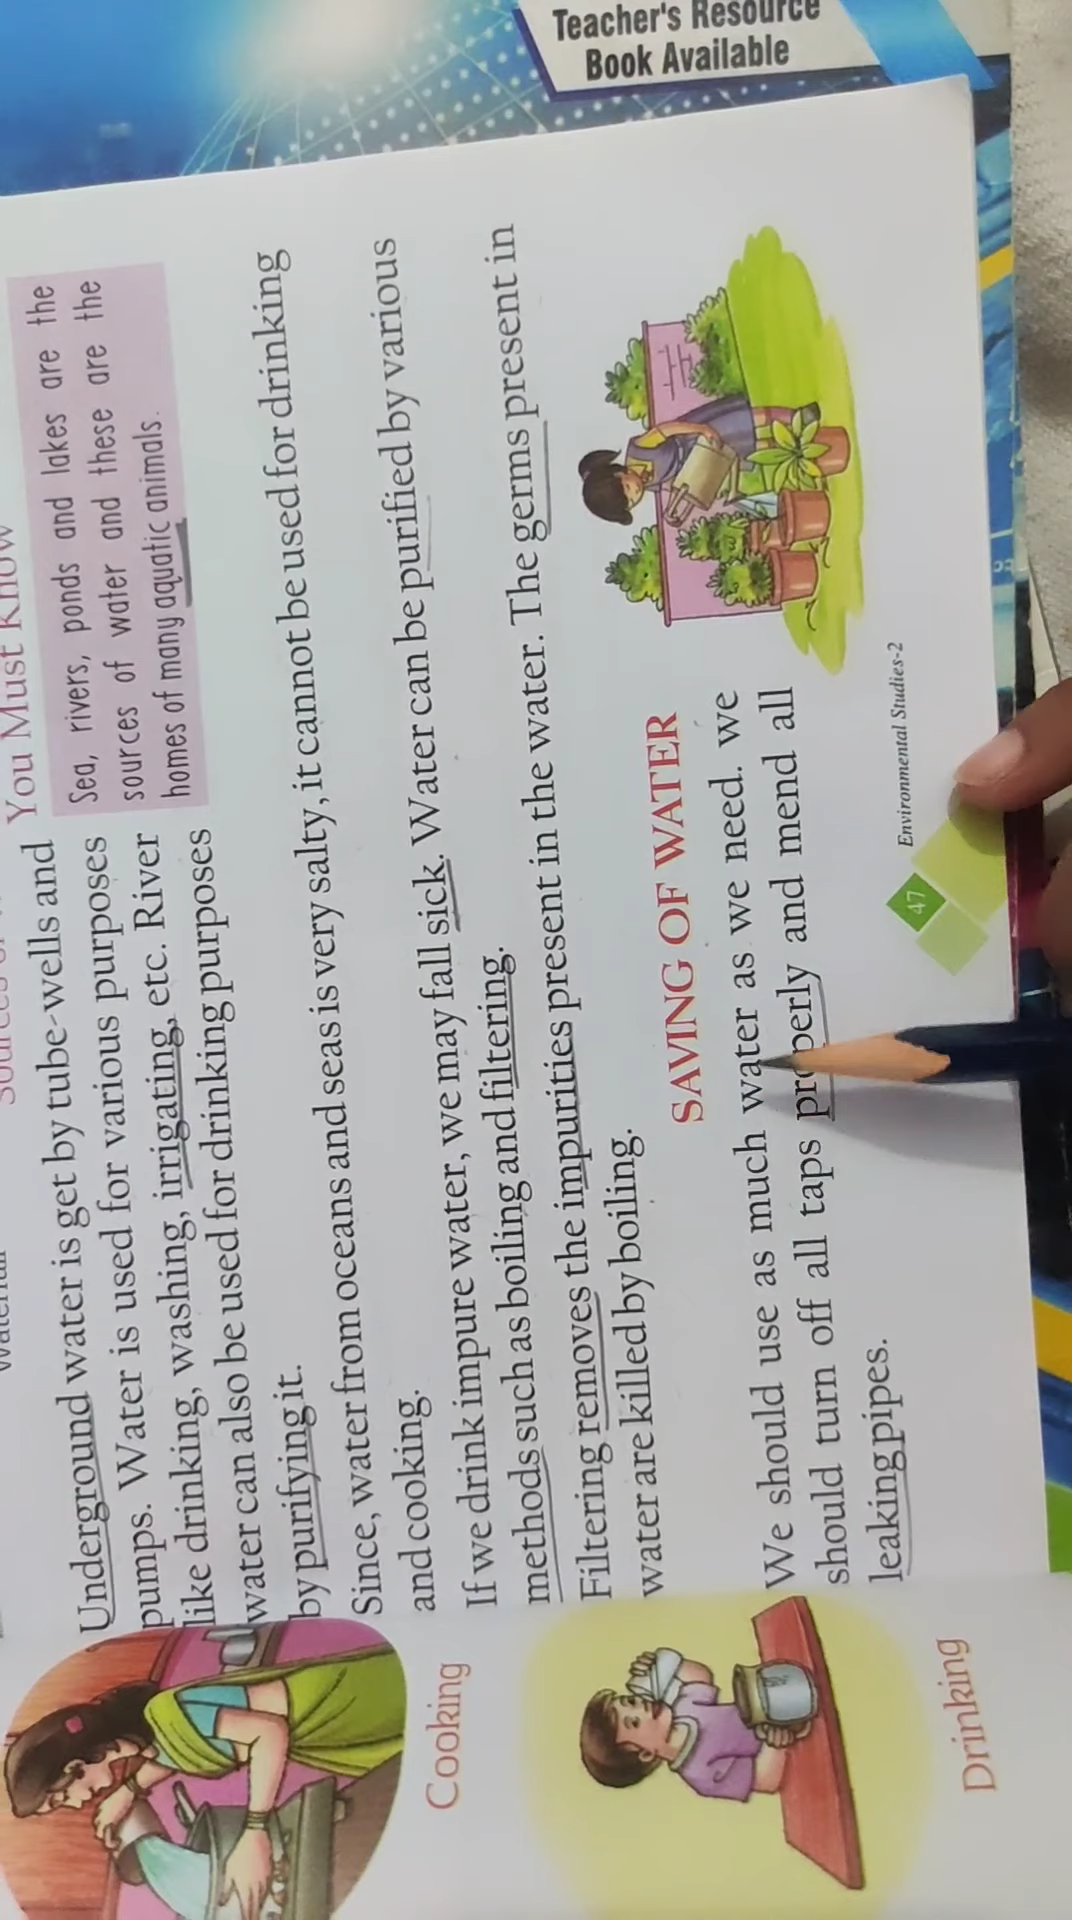 Teacher's Resource
Book Available
You Must Know
Sea, rivers, ponds and lakes are the
sources of water and these are the
homes of many aquatic animals.
Underground water is get by tube-wells and
pumps. Water is used for various purposes
like drinking, washing, irrigating, etc. River
water can also be used for drinking purposes
by purifying it.
Since, water from oceans and seas is very salty, it cannot be used for drinking
and cooking.
If we drink impure water, we may fall sick. Water can be purified by various
methods such as boiling and filtering.
Filtering removes the impurities present in the water. The germs present in
water are killed by boiling.
SAVING OF WATER
We should use as much water as we need. we
should turn off all taps properly and mend all
leaking pipes.
47
Environmental Studies-2
Cooking
Drinking